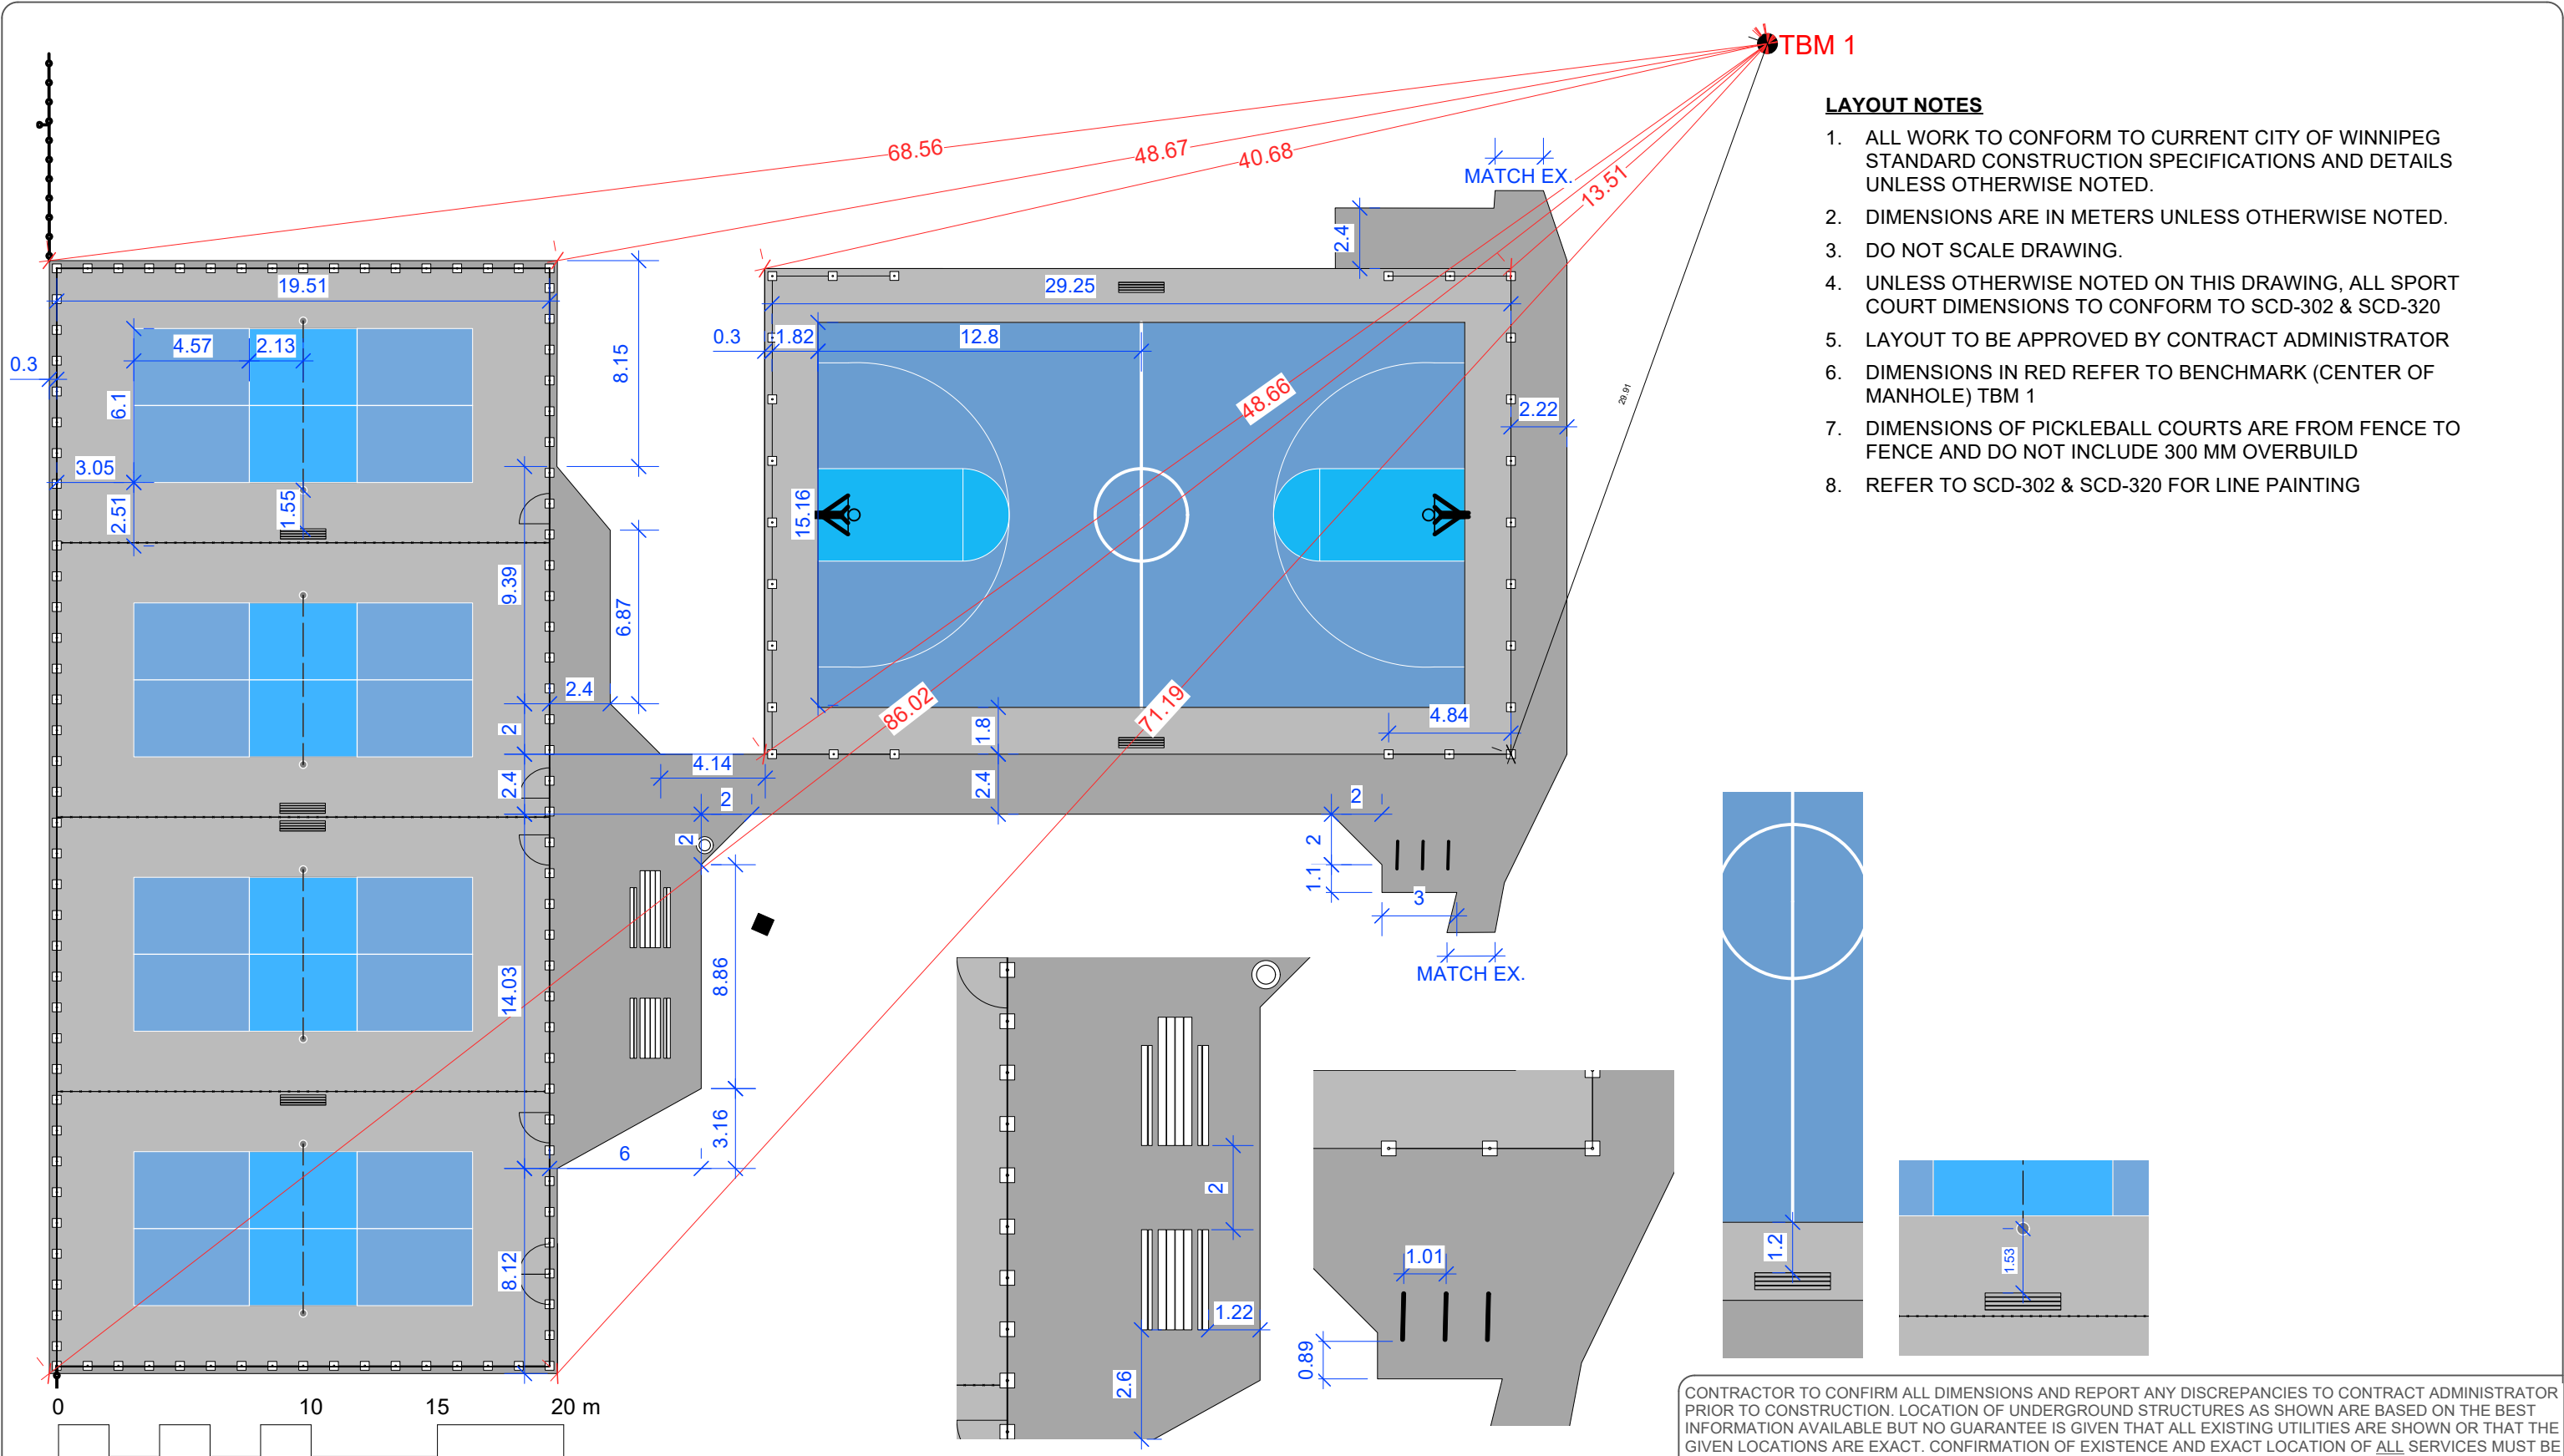 TBM 1
68.56
48.67
40.68
13.51
MATCH EX.
2.4
19.51
29.25
0.3
4.57
2.13
8.15
0.3
1.82
12.8
6.1
48.66
29.91
2.22
3.05
2.51
1.55
15.16
9.39
6.87
2.4
86.02
71.19
4.84
2
1.8
4.14
2.4
2
2.4
2
2
2
1.1
3
MATCH EX.
14.03
8.86
3.16
6
8.12
2
1.22
2.6
1.01
0.89
1.2
1.53
0
10
15
20 m
LAYOUT NOTES
1. ALL WORK TO CONFORM TO CURRENT CITY OF WINNIPEG
STANDARD CONSTRUCTION SPECIFICATIONS AND DETAILS
UNLESS OTHERWISE NOTED.
2. DIMENSIONS ARE IN METERS UNLESS OTHERWISE NOTED.
3. DO NOT SCALE DRAWING.
4. UNLESS OTHERWISE NOTED ON THIS DRAWING, ALL SPORT
COURT DIMENSIONS TO CONFORM TO SCD-302 & SCD-320
5. LAYOUT TO BE APPROVED BY CONTRACT ADMINISTRATOR
6. DIMENSIONS IN RED REFER TO BENCHMARK (CENTER OF
MANHOLE) TBM 1
7. DIMENSIONS OF PICKLEBALL COURTS ARE FROM FENCE TO
FENCE AND DO NOT INCLUDE 300 MM OVERBUILD
8. REFER TO SCD-302 & SCD-320 FOR LINE PAINTING
CONTRACTOR TO CONFIRM ALL DIMENSIONS AND REPORT ANY DISCREPANCIES TO CONTRACT ADMINISTRATOR
PRIOR TO CONSTRUCTION. LOCATION OF UNDERGROUND STRUCTURES AS SHOWN ARE BASED ON THE BEST
INFORMATION AVAILABLE BUT NO GUARANTEE IS GIVEN THAT ALL EXISTING UTILITIES ARE SHOWN OR THAT THE
GIVEN LOCATIONS ARE EXACT. CONFIRMATION OF EXISTENCE AND EXACT LOCATION OF ALL SERVICES MUST BE